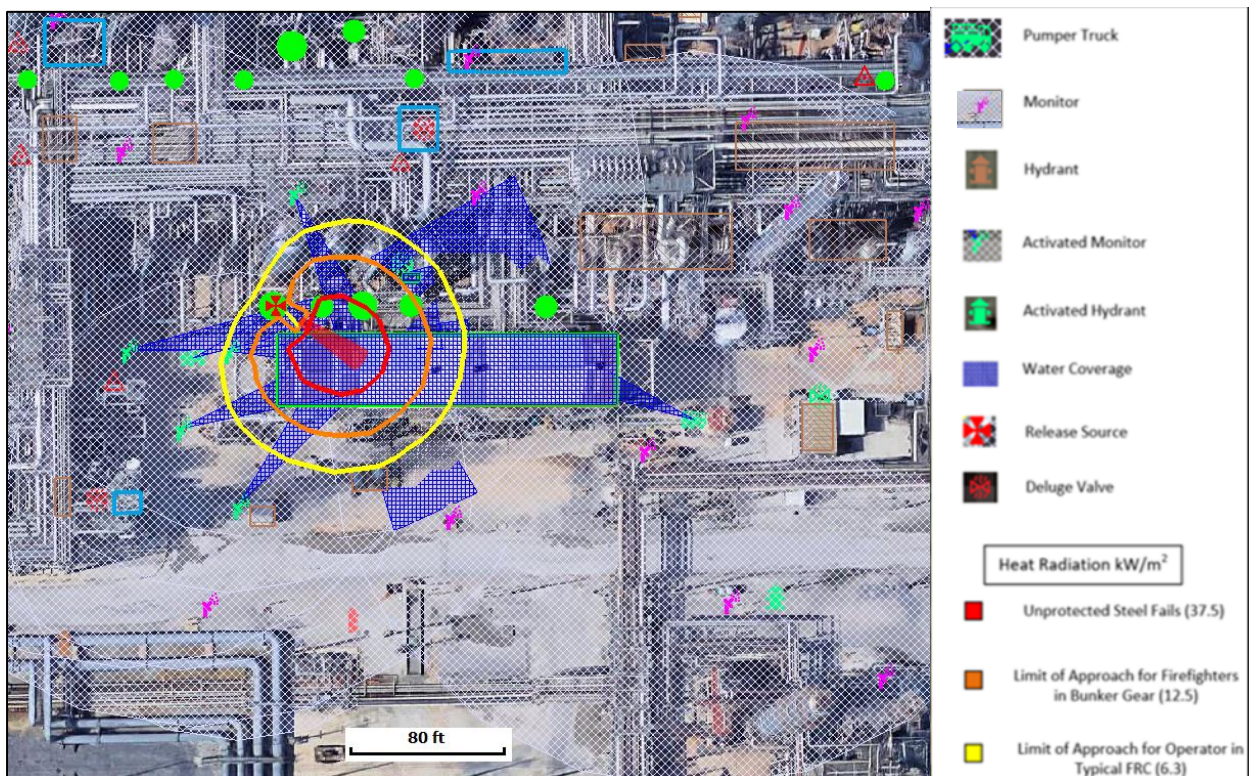 Pumper Truck
Monitor
Hydrant
Activated Monitor
Activated Hydrant
Water Coverage
Release Source
Deluge Valve
Heat Radiation kW/m²
Unprotected Steel Fails (37.5)
Limit of Approach for Firefighters
in Bunker Gear (12.5)
Limit of Approach for Operator in
Typical FRC (6.3)
80 ft